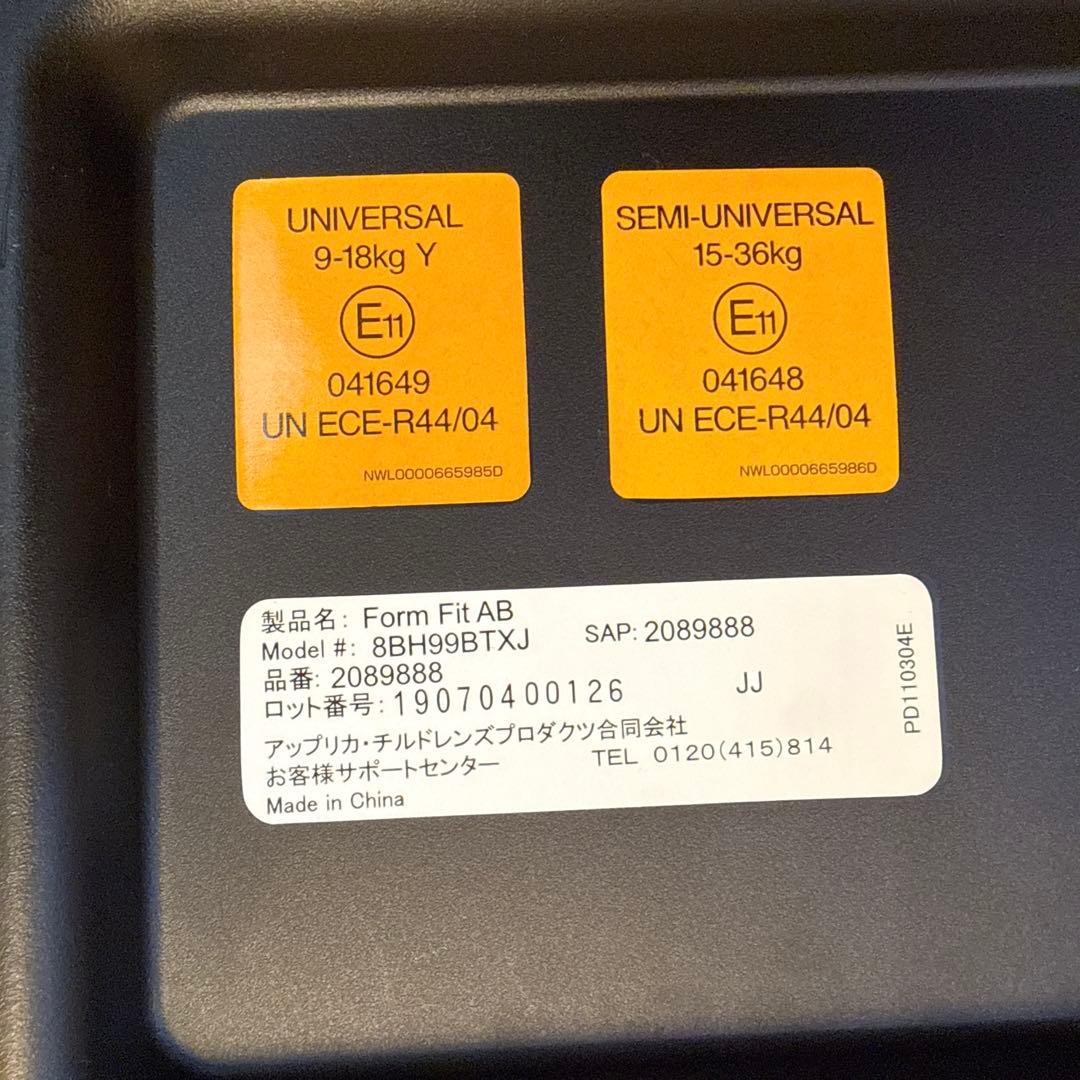 UNIVERSAL
9-18kg Y
E11
041649
UN ECE-R44/04
NWL0000665985D
SEMI-UNIVERSAL
15-36kg
E11
041648
UN ECE-R44/04
NWL0000665986D
製品名: Form Fit AB
Model #: 8BH99BTXJ SAP: 2089888
品番: 2089888
ロット番号: 19070400126 JJ
アップリカ・チルドレンズプロダクツ合同会社
お客様サポートセンター TEL 0120(415)814
Made in China
PD110304E